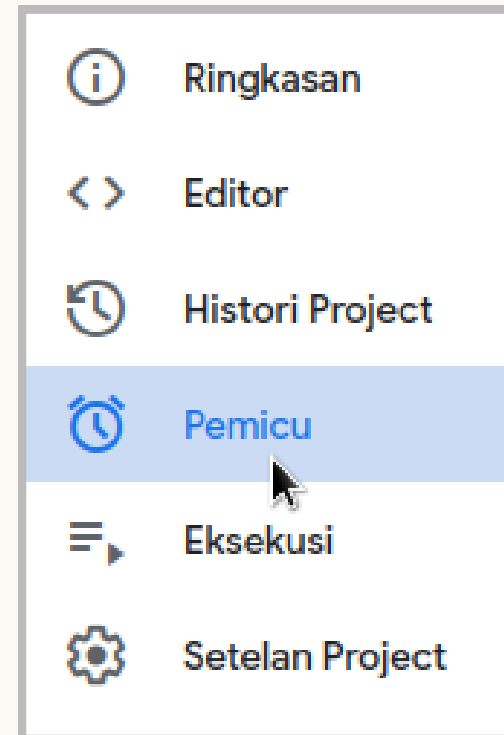 Ringkasan
Editor
Histori Project
Pemicu
Eksekusi
Setelan Project